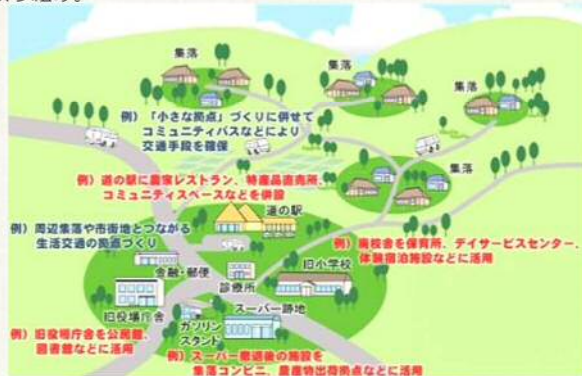 集落
集落
集落
例）「小さな拠点」づくりに併せて
コミュニティバスなどにより
交通手段を確保
集落
例）道の駅に農家レストラン、特産品直売所、
コミュニティスペースなどを併設
道の駅
例）周辺集落や市街地とつながる
生活交通の拠点づくり
例）廃校舎を保育所、デイサービスセンター、
体験宿泊施設などに活用
金融・郵便
診療所
旧小学校
旧役場庁舎
ガソリン
スタンド
スーパー跡地
例）旧役場庁舎を公民館、
図書館などに活用
例）スーパー撤退後の施設を
集落コンビニ、農産物出荷拠点などに活用